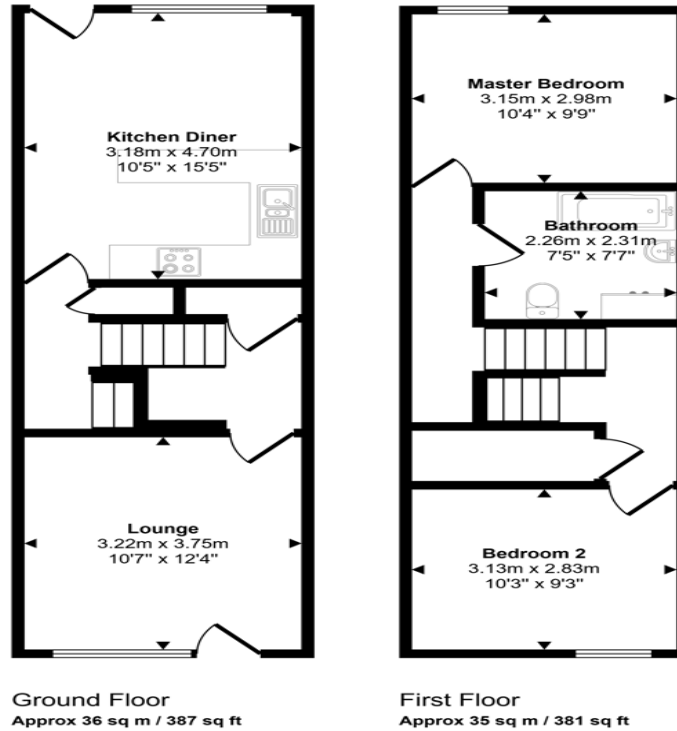 Kitchen Diner
3.18m x 4.70m
10'5" x 15'5"
Lounge
3.22m x 3.75m
10'7" x 12'4"
Ground Floor
Approx 36 sq m / 387 sq ft
Master Bedroom
3.15m x 2.98m
10'4" x 9'9"
Bathroom
2.26m x 2.31m
7'5" x 7'7"
Bedroom 2
3.13m x 2.83m
10'3" x 9'3"
First Floor
Approx 35 sq m / 381 sq ft